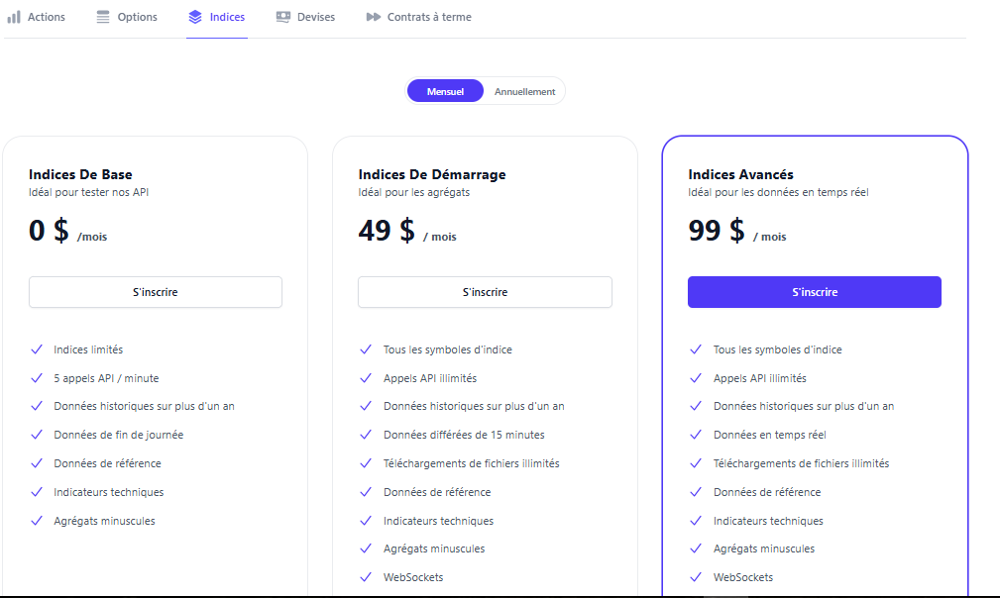 Actions
Options
Indices
Devises
Contrats à terme
Mensuel
Annuellement
Indices De Base
Idéal pour tester nos API
0 $ /mois
S'inscrire
Indices limités
5 appels API / minute
Données historiques sur plus d'un an
Données de fin de journée
Données de référence
Indicateurs techniques
Agrégats minuscules
Indices De Démarrage
Idéal pour les agrégats
49 $ / mois
S'inscrire
Tous les symboles d'indice
Appels API illimités
Données historiques sur plus d'un an
Données différées de 15 minutes
Téléchargements de fichiers illimités
Données de référence
Indicateurs techniques
Agrégats minuscules
WebSockets
Indices Avancés
Idéal pour les données en temps réel
99 $ / mois
S'inscrire
Tous les symboles d'indice
Appels API illimités
Données historiques sur plus d'un an
Données en temps réel
Téléchargements de fichiers illimités
Données de référence
Indicateurs techniques
Agrégats minuscules
WebSockets